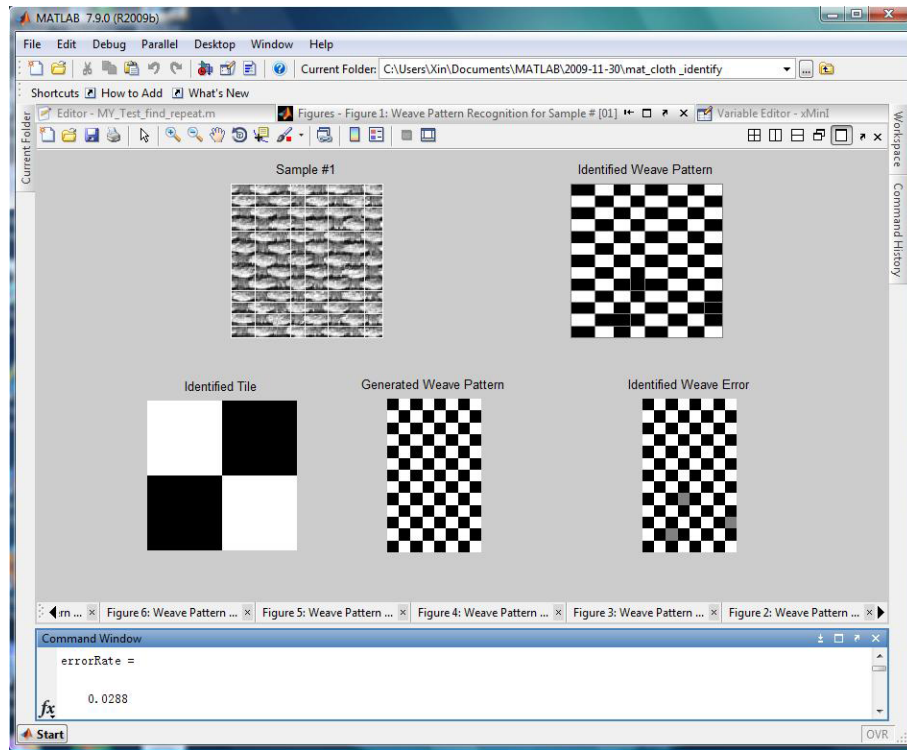 MATLAB 7.9.0 (R2009b)
File Edit Debug Parallel Desktop Window Help
Current Folder: C:\Users\Xin\Documents\MATLAB\2009-11-30\mat_cloth _identify
Shortcuts How to Add What's New
Current Folder
Editor - MY_Test_find_repeat.m
Figures - Figure 1: Weave Pattern Recognition for Sample # [01]
Variable Editor - xMinI
Workspace
Command History
Sample #1
Identified Weave Pattern
Identified Tile
Generated Weave Pattern
Identified Weave Error
rn ... Figure 6: Weave Pattern ... Figure 5: Weave Pattern ... Figure 4: Weave Pattern ... Figure 3: Weave Pattern ... Figure 2: Weave Pattern ...
Command Window
errorRate =
0.0288
fx
Start
OVR